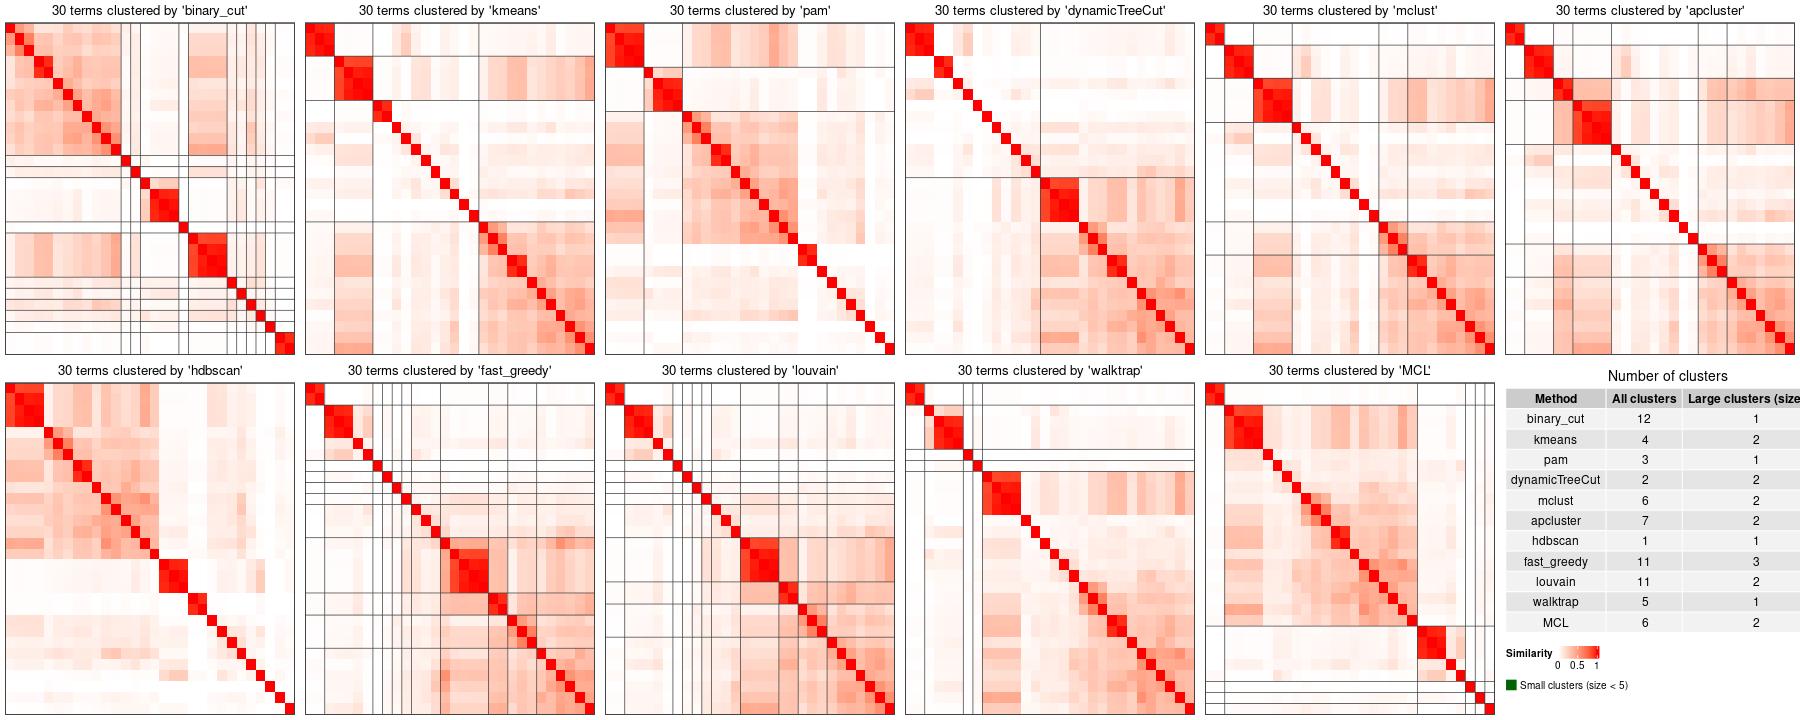 30 terms clustered by 'binary_cut'
30 terms clustered by 'kmeans'
30 terms clustered by 'pam'
30 terms clustered by 'dynamicTreeCut'
30 terms clustered by 'mclust'
30 terms clustered by 'apcluster'
30 terms clustered by 'hdbscan'
30 terms clustered by 'fast_greedy'
30 terms clustered by 'louvain'
30 terms clustered by 'walktrap'
30 terms clustered by 'MCL'
Number of clusters
Method All clusters Large clusters (size
binary_cut 12 1
kmeans 4 2
pam 3 1
dynamicTreeCut 2 2
mclust 6 2
apcluster 7 2
hdbscan 1 1
fast_greedy 11 3
louvain 11 2
walktrap 5 1
MCL 6 2
Similarity
0 0.5 1
Small clusters (size < 5)